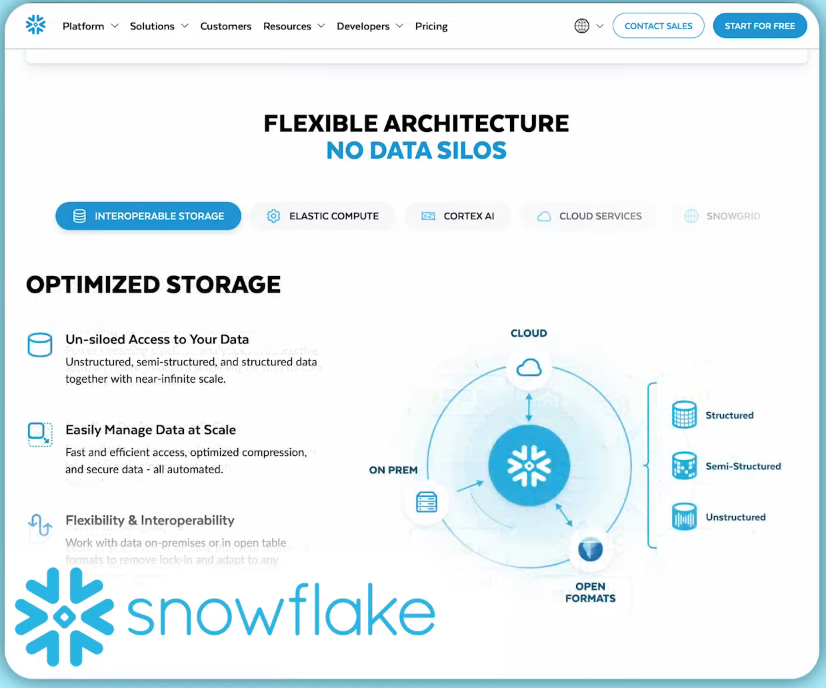 Platform
Solutions
Customers
Resources
Developers
Pricing
CONTACT SALES
START FOR FREE
FLEXIBLE ARCHITECTURE
NO DATA SILOS
INTEROPERABLE STORAGE
ELASTIC COMPUTE
CORTEX AI
CLOUD SERVICES
SNOWGRID
OPTIMIZED STORAGE
Un-siloed Access to Your Data
Unstructured, semi-structured, and structured data
together with near-infinite scale.
Easily Manage Data at Scale
Fast and efficient access, optimized compression,
and secure data - all automated.
Flexibility & Interoperability
Work with data on-premises or in open table
formats to remove lock-in and adapt to any
CLOUD
ON PREM
OPEN
FORMATS
Structured
Semi-Structured
Unstructured
snowflake